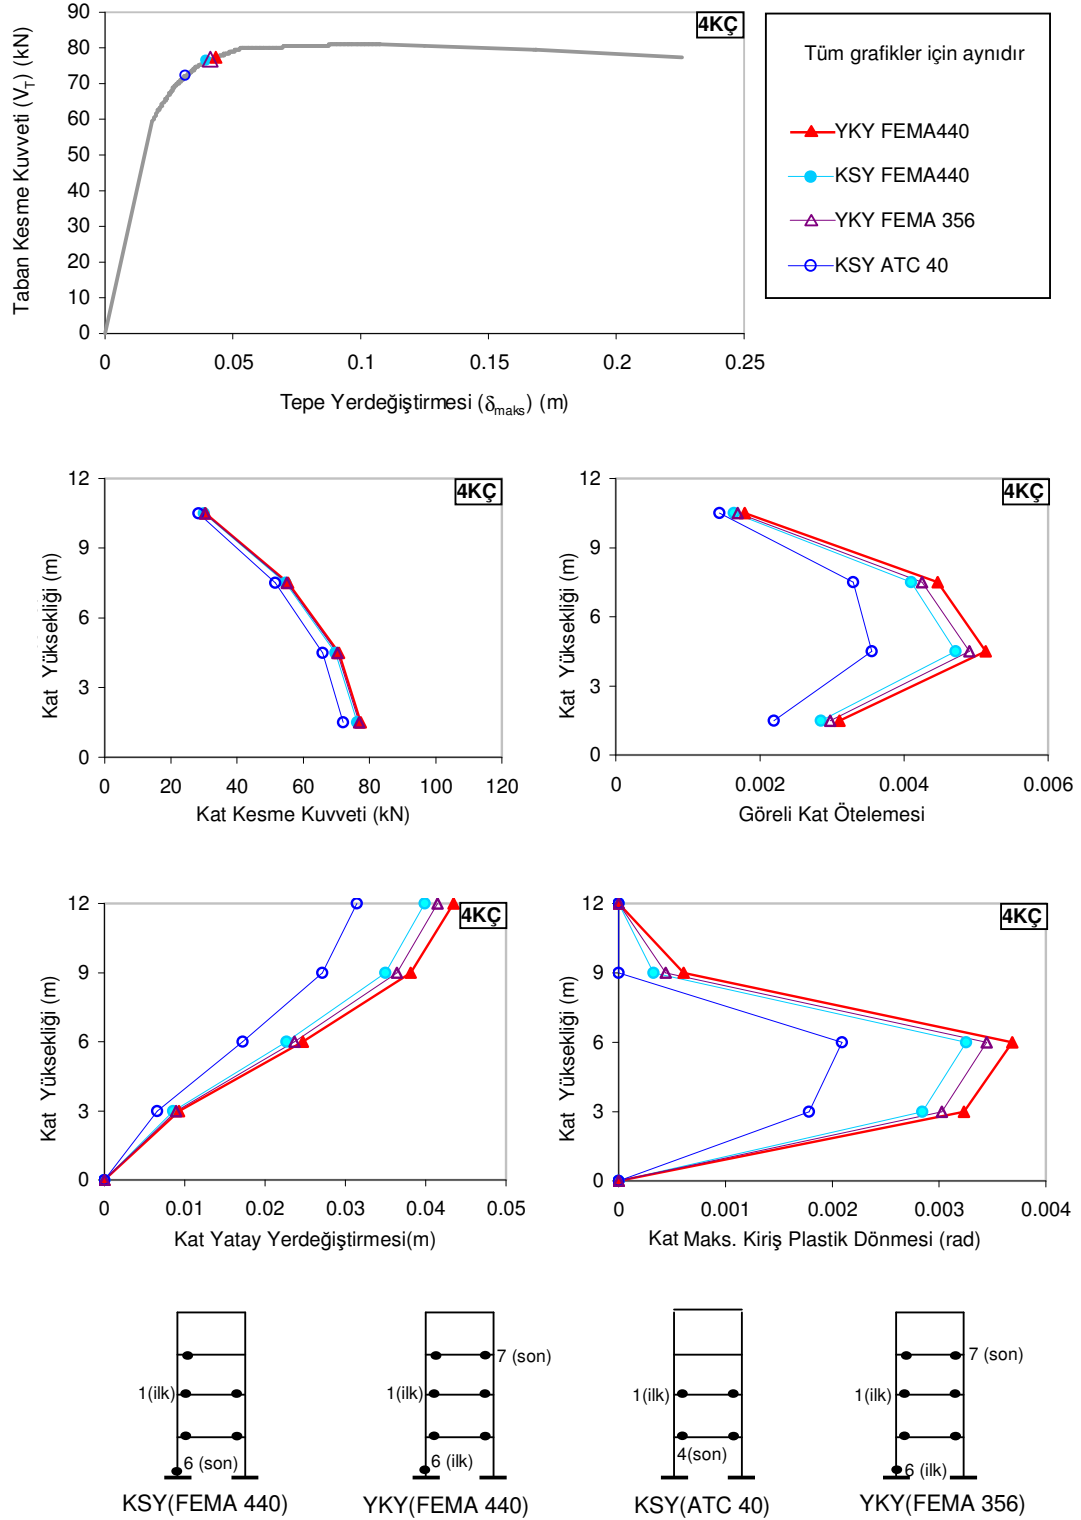 90
80
70
60
50
40
30
20
10
0
Taban Kesme Kuvveti (V_T) (kN)
4KÇ
0 0.05 0.1 0.15 0.2 0.25
Tepe Yerdeğiştirmesi (δ_maks) (m)
Tüm grafikler için aynıdır
YKY FEMA440
KSY FEMA440
YKY FEMA 356
KSY ATC 40
12
9
6
3
0
Kat Yüksekliği (m)
4KÇ
0 20 40 60 80 100 120
Kat Kesme Kuvveti (kN)
12
9
6
3
0
Kat Yüksekliği (m)
4KÇ
0 0.002 0.004 0.006
Göreli Kat Ötelemesi
12
9
6
3
0
Kat Yüksekliği (m)
4KÇ
0 0.01 0.02 0.03 0.04 0.05
Kat Yatay Yerdeğiştirmesi(m)
12
9
6
3
0
Kat Yüksekliği (m)
4KÇ
0 0.001 0.002 0.003 0.004
Kat Maks. Kiriş Plastik Dönmesi (rad)
1(ilk)
6 (son)
KSY(FEMA 440)
7 (son)
1(ilk)
6 (ilk)
YKY(FEMA 440)
1(ilk)
4(son)
KSY(ATC 40)
7 (son)
1(ilk)
6 (ilk)
YKY(FEMA 356)